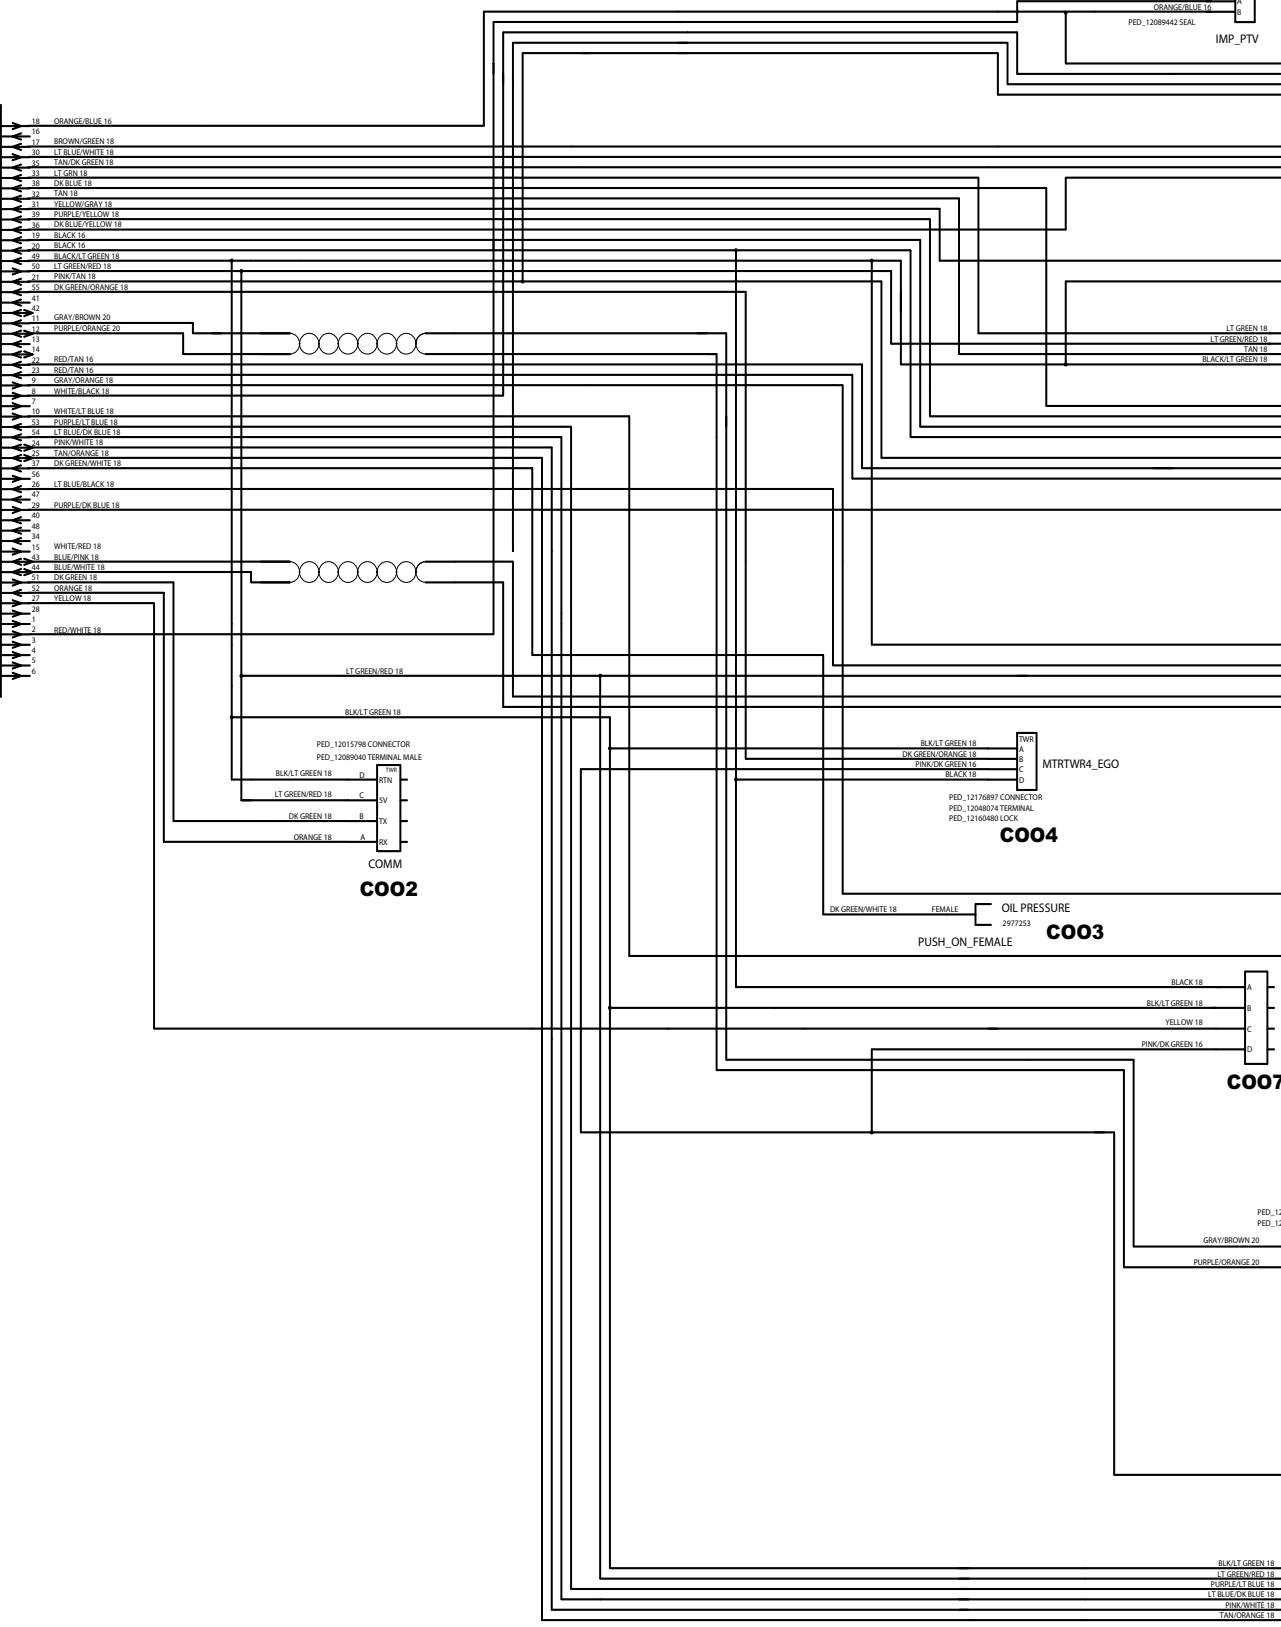 A
ORANGE/BLUE 16
B
PED_12089442 SEAL
IMP_PTV
18 ORANGE/BLUE 16
16
17 BROWN/GREEN 18
30 LT BLUE/WHITE 18
35 TAN/DK GREEN 18
33 LT GRN 18
38 DK BLUE 18
32 TAN 18
31 YELLOW/GRAY 18
39 PURPLE/YELLOW 18
36 DK BLUE/YELLOW 18
19 BLACK 16
20 BLACK 16
49 BLACK/LT GREEN 18
50 LT GREEN/RED 18
21 PINK/TAN 18
55 DK GREEN/ORANGE 18
41
42
11 GRAY/BROWN 20
12 PURPLE/ORANGE 20
13
14
22 RED/TAN 16
23 RED/TAN 16
9 GRAY/ORANGE 18
8 WHITE/BLACK 18
7
10 WHITE/LT BLUE 18
53 PURPLE/LT BLUE 18
54 LT BLUE/DK BLUE 18
24 PINK/WHITE 18
25 TAN/ORANGE 18
37 DK GREEN/WHITE 18
56
26 LT BLUE/BLACK 18
47
29 PURPLE/DK BLUE 18
40
48
34
15 WHITE/RED 18
43 BLUE/PINK 18
44 BLUE/WHITE 18
51 DK GREEN 18
52 ORANGE 18
27 YELLOW 18
28
1
2 RED/WHITE 18
3
4
5
6
LT GREEN 18
LT GREEN/RED 18
TAN 18
BLACK/LT GREEN 18
LT GREEN/RED 18
BLK/LT GREEN 18
PED_12015798 CONNECTOR
PED_12089040 TERMINAL MALE
TWR
BLK/LT GREEN 18 D RTN
LT GREEN/RED 18 C 5V
DK GREEN 18 B TX
ORANGE 18 A RX
COMM
COO2
TWR
BLK/LT GREEN 18 A
DK GREEN/ORANGE 18 B
PINK/DK GREEN 16 C
BLACK 18 D
MTRTWR4_EGO
PED_12176897 CONNECTOR
PED_12048074 TERMINAL
PED_12160480 LOCK
COO4
DK GREEN/WHITE 18 FEMALE
OIL PRESSURE
2977253
COO3
PUSH_ON_FEMALE
BLACK 18 A
BLK/LT GREEN 18 B
YELLOW 18 C
PINK/DK GREEN 16 D
COO7
PED_12
PED_12
GRAY/BROWN 20
PURPLE/ORANGE 20
BLK/LT GREEN 18
LT GREEN/RED 18
PURPLE/LT BLUE 18
LT BLUE/DK BLUE 18
PINK/WHITE 18
TAN/ORANGE 18